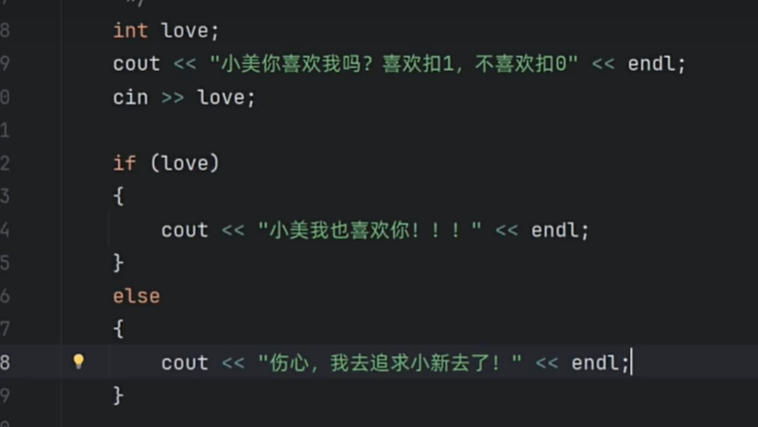 */
8 int love;
9 cout << "小美你喜欢我吗？喜欢扣1，不喜欢扣0" << endl;
0 cin >> love;
1
2 if (love)
3 {
4 cout << "小美我也喜欢你！！！" << endl;
5 }
6 else
7 {
8 cout << "伤心，我去追求小新去了！" << endl;
9 }